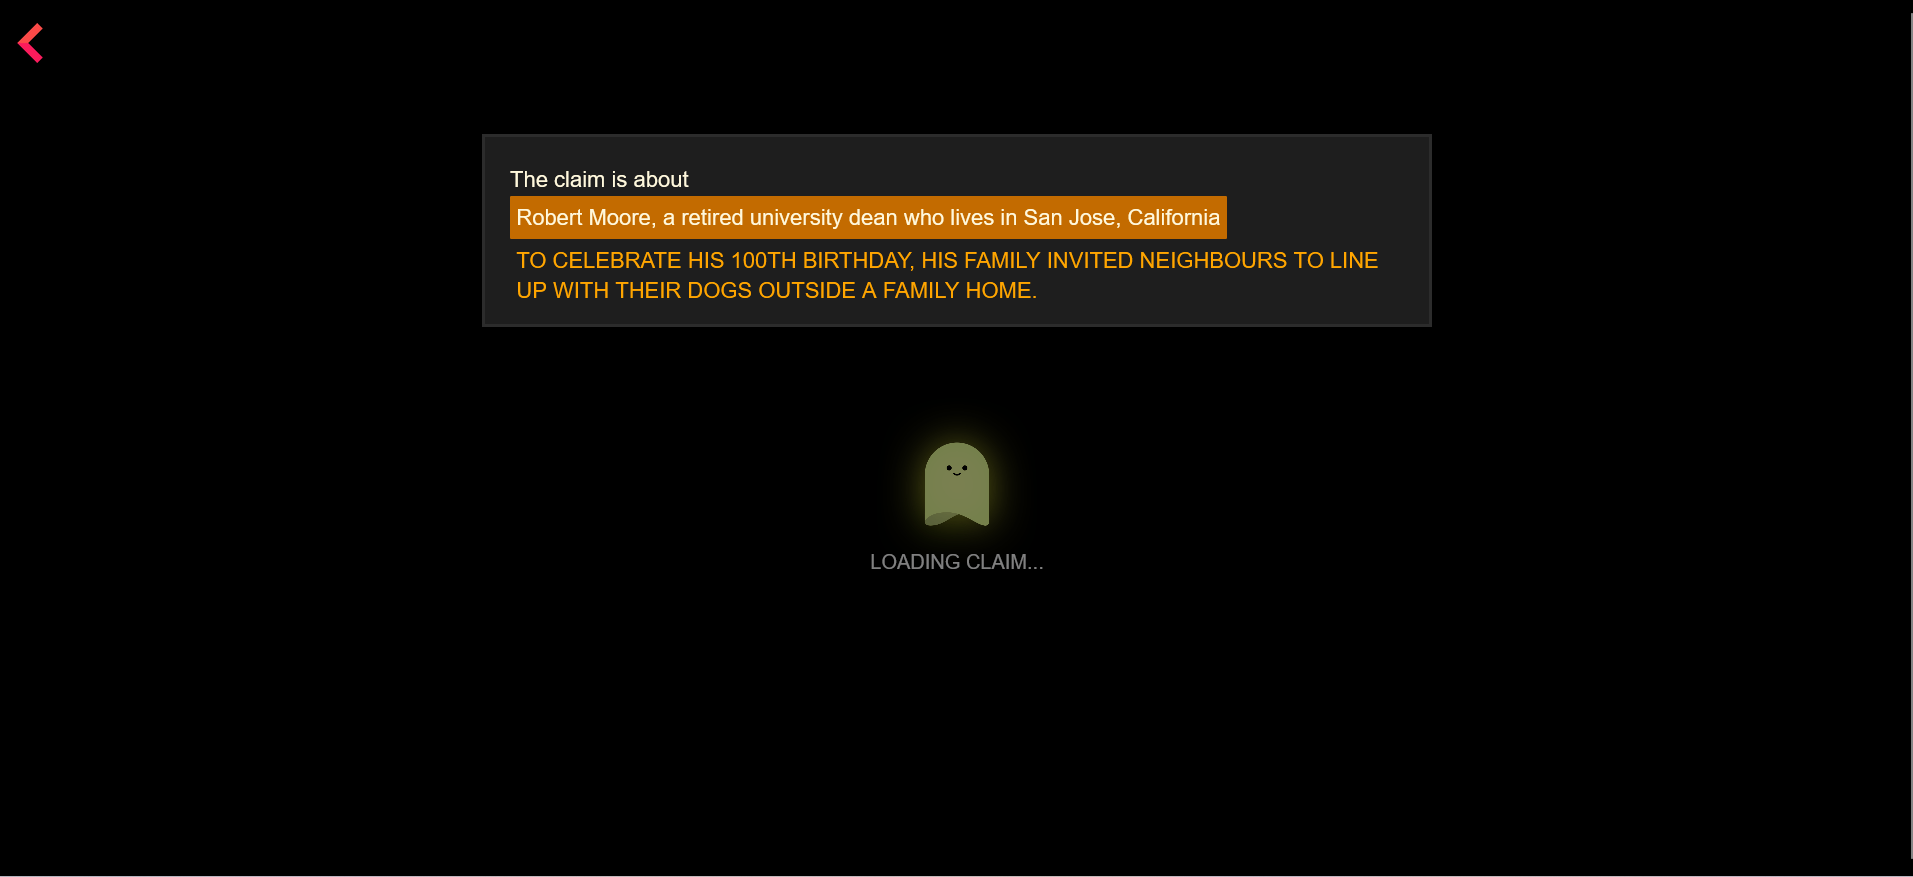 The claim is about
Robert Moore, a retired university dean who lives in San Jose, California
TO CELEBRATE HIS 100TH BIRTHDAY, HIS FAMILY INVITED NEIGHBOURS TO LINE
UP WITH THEIR DOGS OUTSIDE A FAMILY HOME.
LOADING CLAIM...